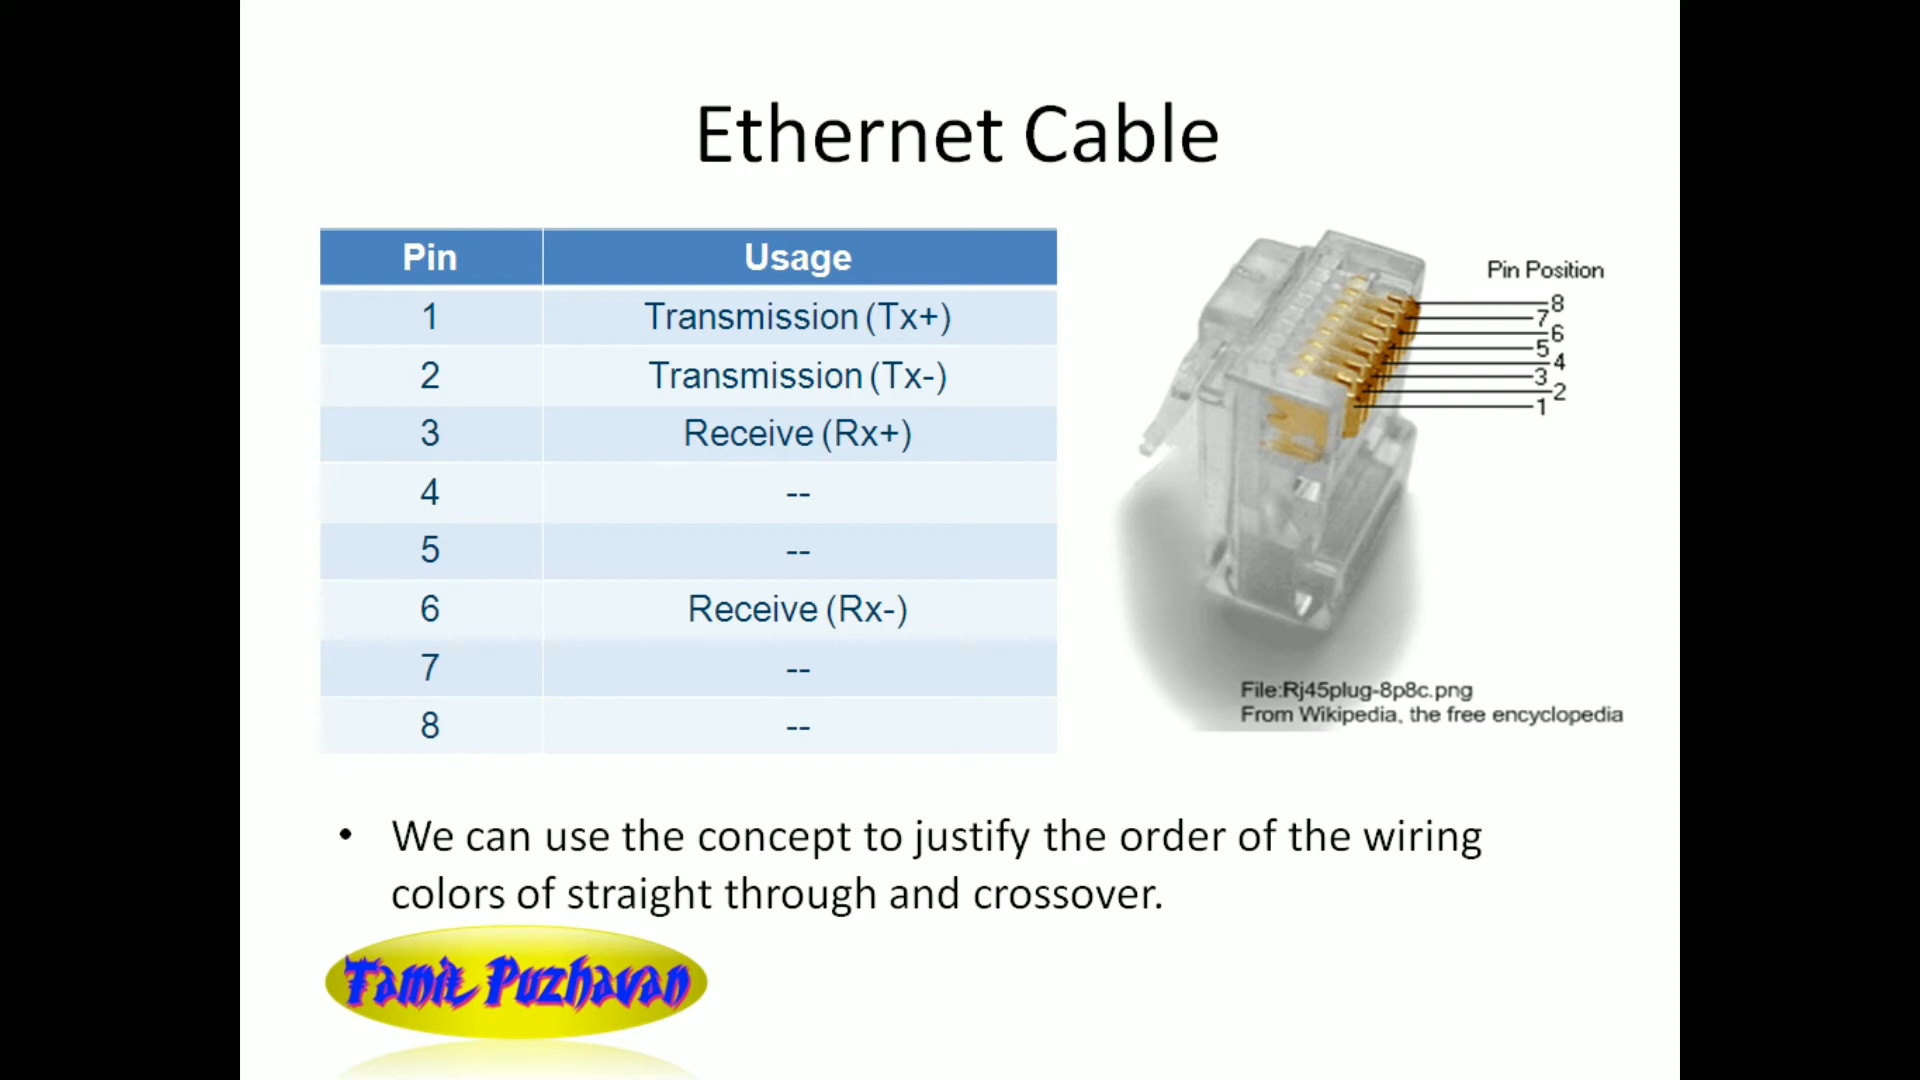 Ethernet Cable
Pin Usage
1 Transmission (Tx+)
2 Transmission (Tx-)
3 Receive (Rx+)
4 --
5 --
6 Receive (Rx-)
7 --
8 --
Pin Position
8
7
6
5
4
3
2
1
File:Rj45plug-8p8c.png
From Wikipedia, the free encyclopedia
• We can use the concept to justify the order of the wiring
colors of straight through and crossover.
Tamil Puzhavan